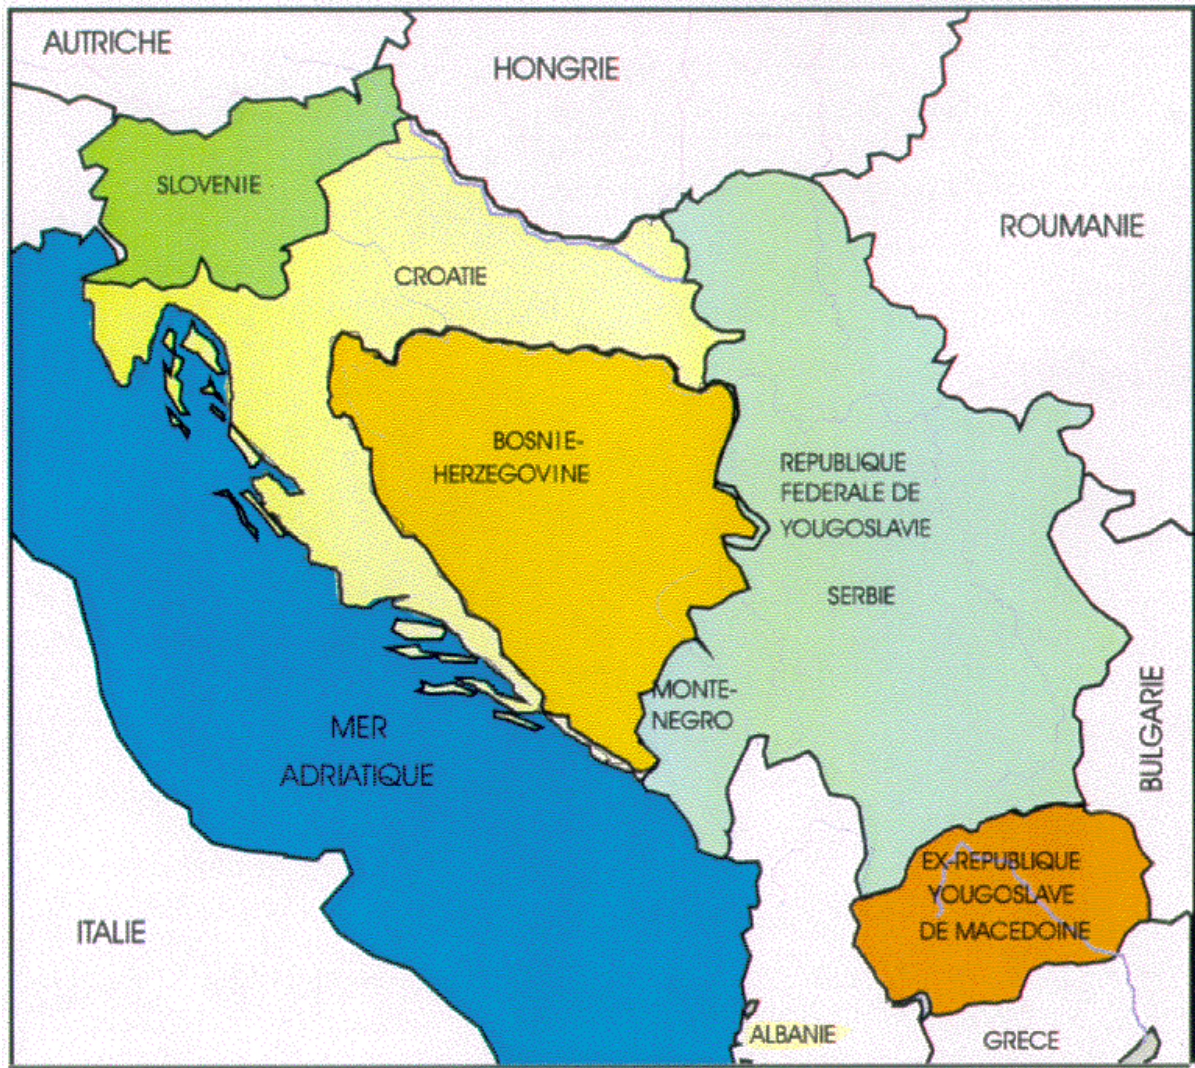 AUTRICHE
HONGRIE
SLOVENIE
ROUMANIE
CROATIE
BOSNIE-
HERZEGOVINE
REPUBLIQUE
FEDERALE DE
YOUGOSLAVIE
SERBIE
MONTE-
NEGRO
MER
ADRIATIQUE
BULGARIE
EX-REPUBLIQUE
YOUGOSLAVE
DE MACEDOINE
ITALIE
ALBANIE
GRECE